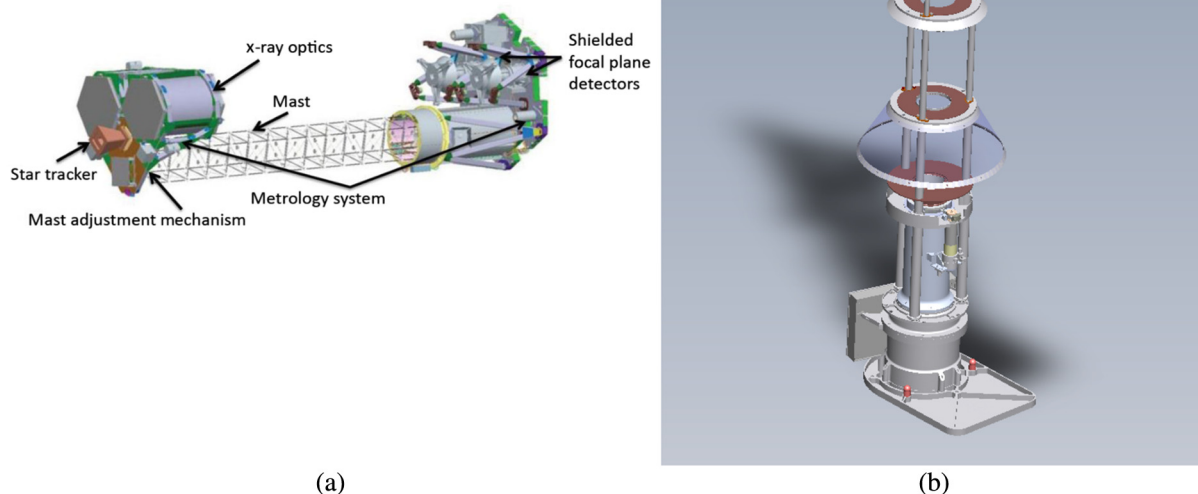 x-ray optics
Shielded
focal plane
detectors
Mast
Star tracker
Metrology system
Mast adjustment mechanism
(a)
(b)